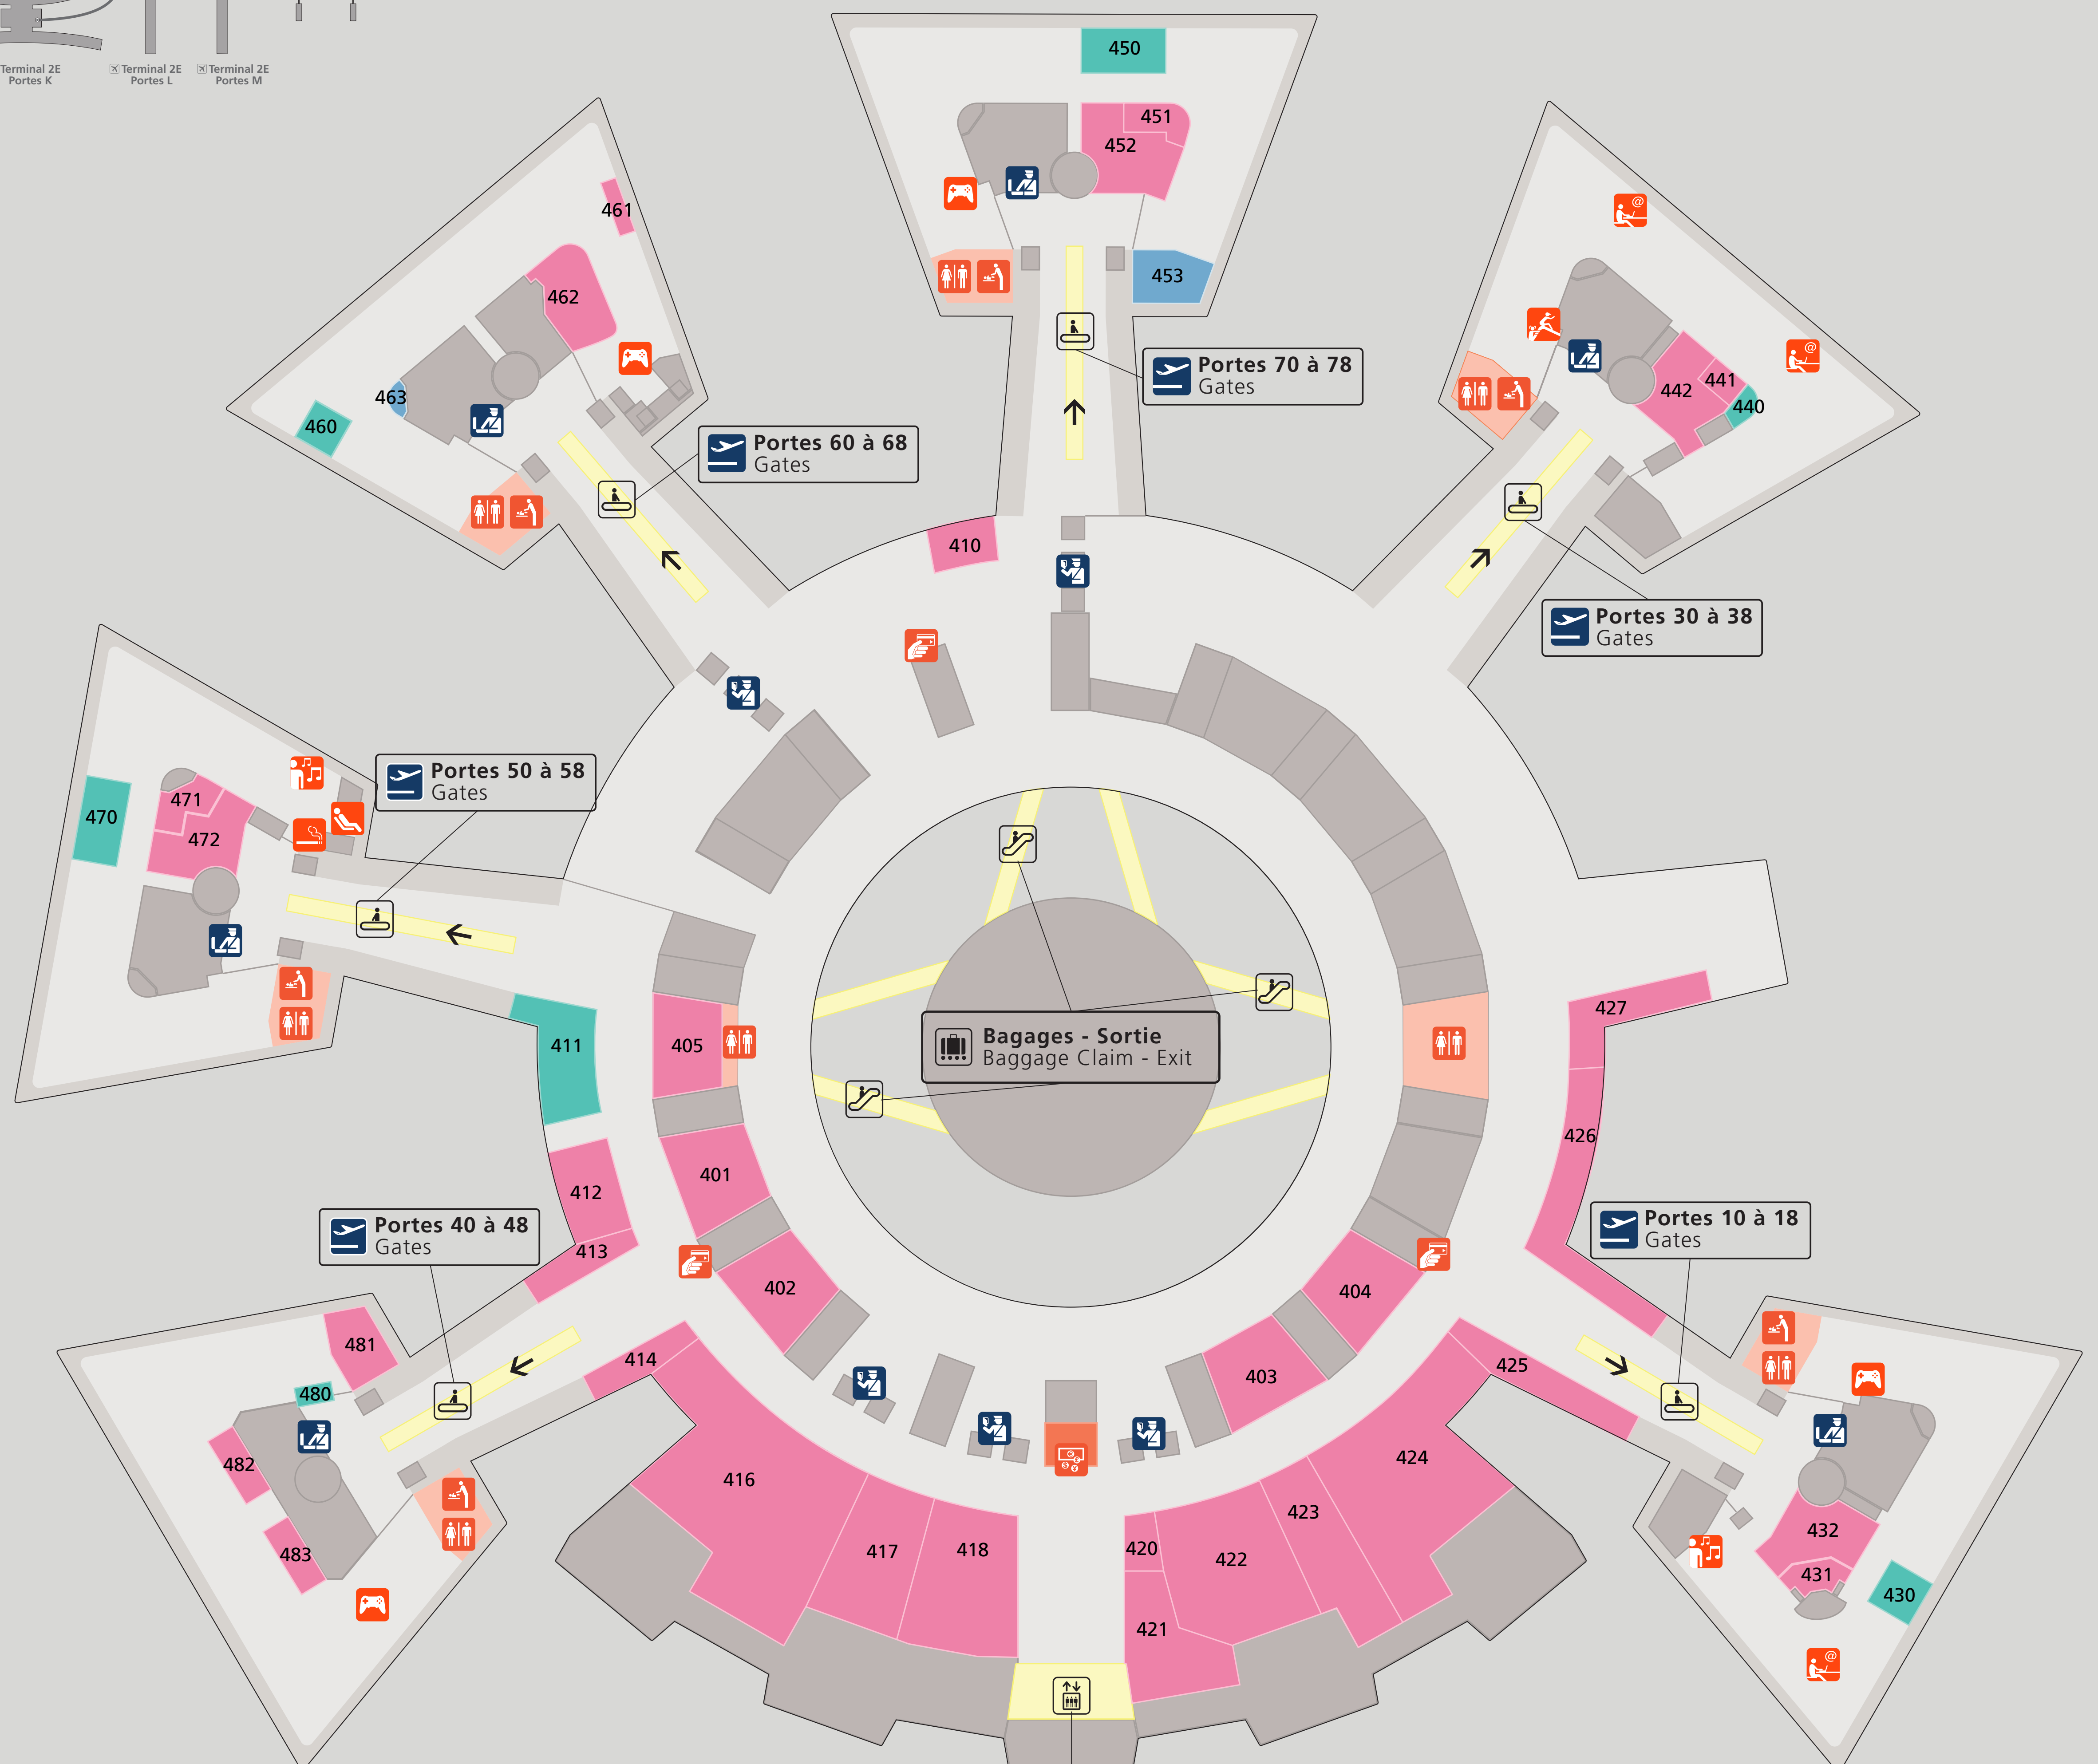 Terminal 2E
Portes K
Terminal 2E
Portes L
Terminal 2E
Portes M
450
451
452
453
461
462
463
460
441
442
440
Portes 70 à 78
Gates
Portes 60 à 68
Gates
410
Portes 30 à 38
Gates
Portes 50 à 58
Gates
470
471
472
411
405
Bagages - Sortie
Baggage Claim - Exit
427
426
401
412
413
402
404
Portes 40 à 48
Gates
Portes 10 à 18
Gates
481
480
414
403
425
482
483
416
417
418
420
421
422
423
424
432
431
430